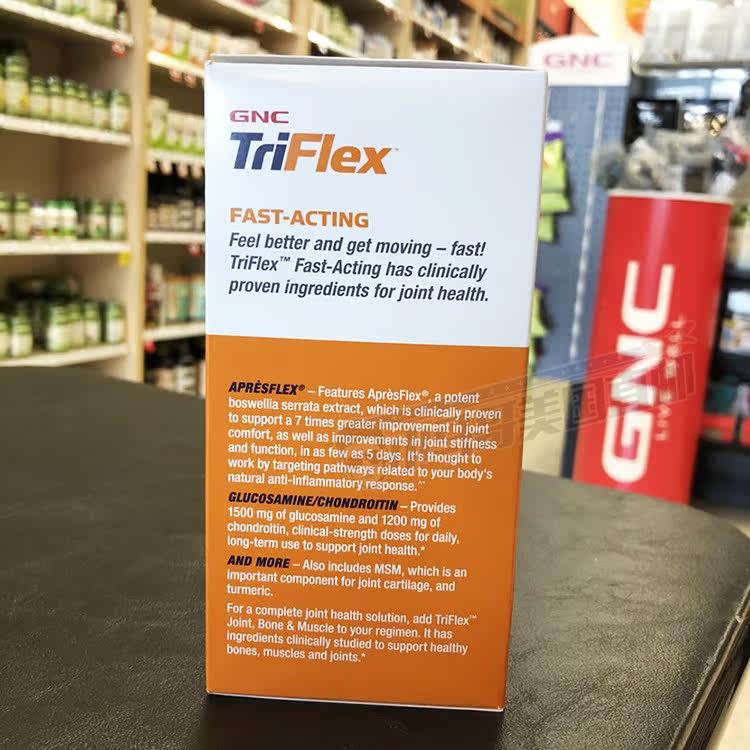 GNC
TriFlex™
FAST-ACTING
Feel better and get moving – fast!
TriFlex™ Fast-Acting has clinically
proven ingredients for joint health.
APRÈSFLEX® – Features AprèsFlex®, a potent
boswellia serrata extract, which is clinically proven
to support a 7 times greater improvement in joint
comfort, as well as improvements in joint stiffness
and function, in as few as 5 days. It's thought to
work by targeting pathways related to your body's
natural anti-inflammatory response.^*
GLUCOSAMINE/CHONDROITIN – Provides
1500 mg of glucosamine and 1200 mg of
chondroitin, clinical-strength doses for daily,
long-term use to support joint health.*
AND MORE – Also includes MSM, which is an
important component for joint cartilage, and
turmeric.
For a complete joint health solution, add TriFlex™
Joint, Bone & Muscle to your regimen. It has
ingredients clinically studied to support healthy
bones, muscles and joints.*
GNC
GNC
LIVE WELL
美國